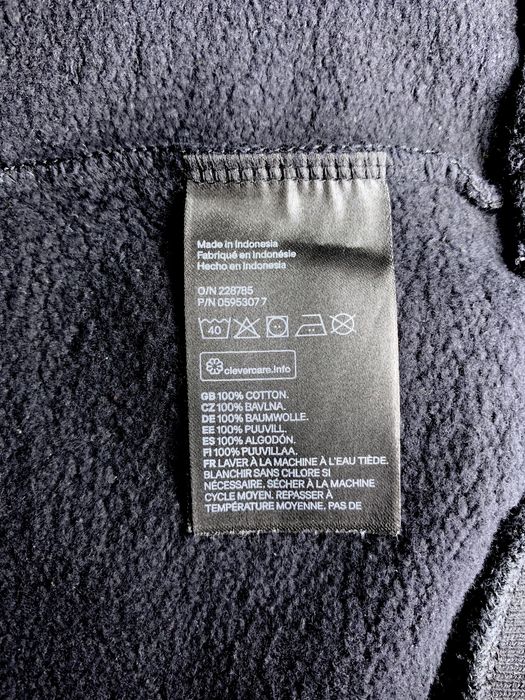 Made in Indonesia
Fabriqué en Indonésie
Hecho en Indonesia
O/N 228785
P/N 0595307 7
40
clevercare.info
GB 100% COTTON.
CZ 100% BAVLNA.
DE 100% BAUMWOLLE.
EE 100% PUUVILL.
ES 100% ALGODÓN.
FI 100% PUUVILLAA.
FR LAVER À LA MACHINE À L'EAU TIÈDE.
BLANCHIR SANS CHLORE SI
NÉCESSAIRE. SÉCHER À LA MACHINE
CYCLE MOYEN. REPASSER À
TEMPÉRATURE MOYENNE. PAS DE